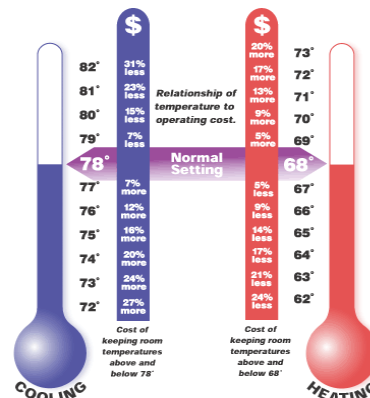 $ $
20% more 73°
82° 31% less 17% more 72°
81° 23% less 13% more 71°
Relationship of
temperature to
operating cost.
80° 15% less 9% more 70°
79° 7% less 5% more 69°
78° Normal Setting 68°
77° 7% more 5% less 67°
76° 12% more 9% less 66°
75° 16% more 14% less 65°
74° 20% more 17% less 64°
73° 24% more 21% less 63°
72° 27% more 24% less 62°
Cost of
keeping room
temperatures
above and
below 78°
Cost of
keeping room
temperatures
above and
below 68°
COOLING
HEATING